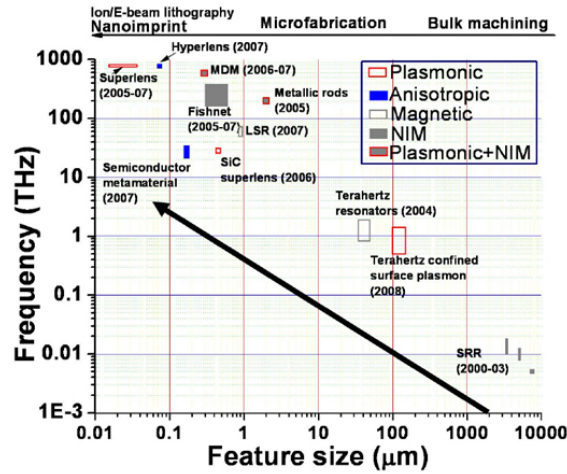 Ion/E-beam lithography
Nanoimprint
Microfabrication
Bulk machining
Hyperlens (2007)
Superlens
(2005-07)
MDM (2006-07)
Metallic rods
(2005)
Fishnet
(2005-07)
LSR (2007)
Semiconductor
metamaterial
(2007)
SiC
superlens (2006)
Plasmonic
Anisotropic
Magnetic
NIM
Plasmonic+NIM
Terahertz
resonators (2004)
Terahertz confined
surface plasmon
(2008)
SRR
(2000-03)
Frequency (THz)
1000
100
10
1
0.1
0.01
1E-3
0.01 0.1 1 10 100 1000 10000
Feature size (μm)